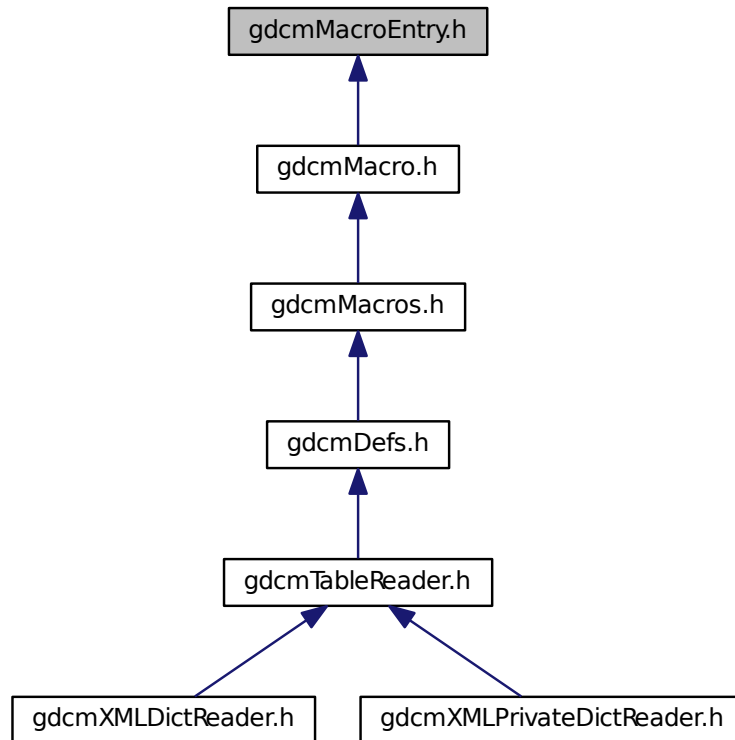 gdcmMacroEntry.h
gdcmMacro.h
gdcmMacros.h
gdcmDefs.h
gdcmTableReader.h
gdcmXMLDictReader.h
gdcmXMLPrivateDictReader.h